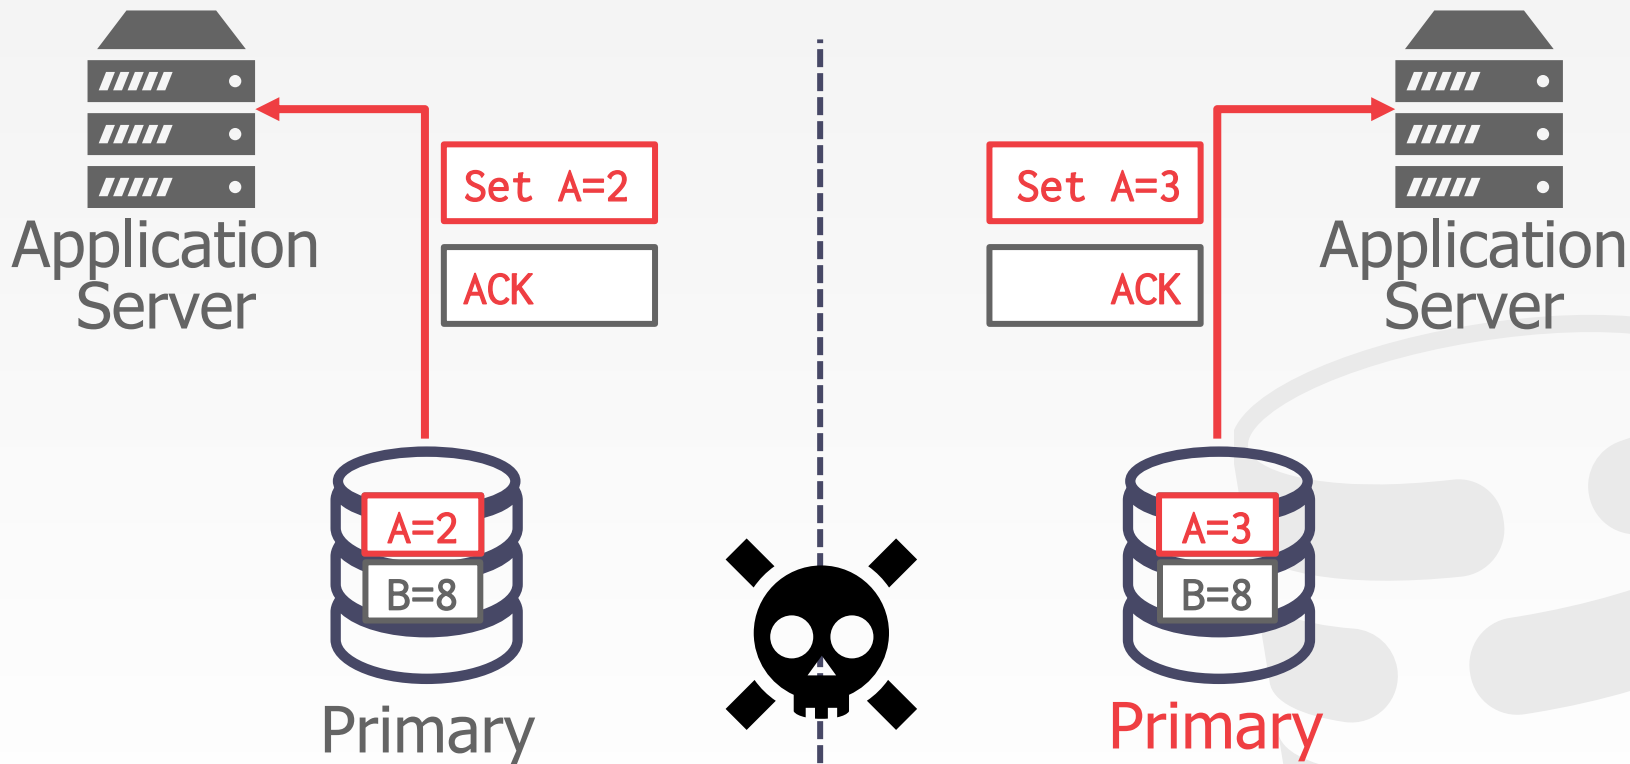 Set A=2
ACK
Application
Server
A=2
B=8
Primary
Set A=3
ACK
Application
Server
A=3
B=8
Primary